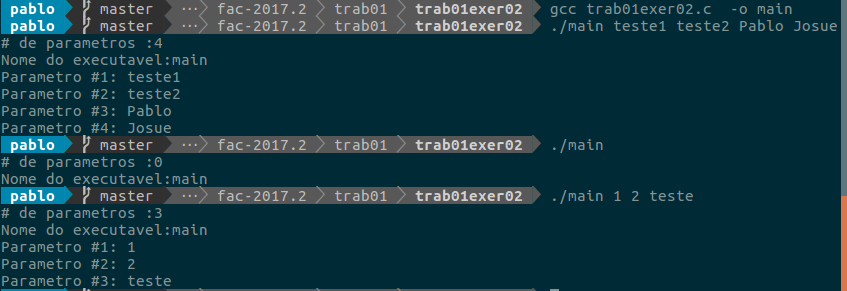 pablo master ··· fac-2017.2 trab01 trab01exer02 gcc trab01exer02.c -o main
pablo master ··· fac-2017.2 trab01 trab01exer02 ./main teste1 teste2 Pablo Josue
# de parametros :4
Nome do executavel:main
Parametro #1: teste1
Parametro #2: teste2
Parametro #3: Pablo
Parametro #4: Josue
pablo master ··· fac-2017.2 trab01 trab01exer02 ./main
# de parametros :0
Nome do executavel:main
pablo master ··· fac-2017.2 trab01 trab01exer02 ./main 1 2 teste
# de parametros :3
Nome do executavel:main
Parametro #1: 1
Parametro #2: 2
Parametro #3: teste